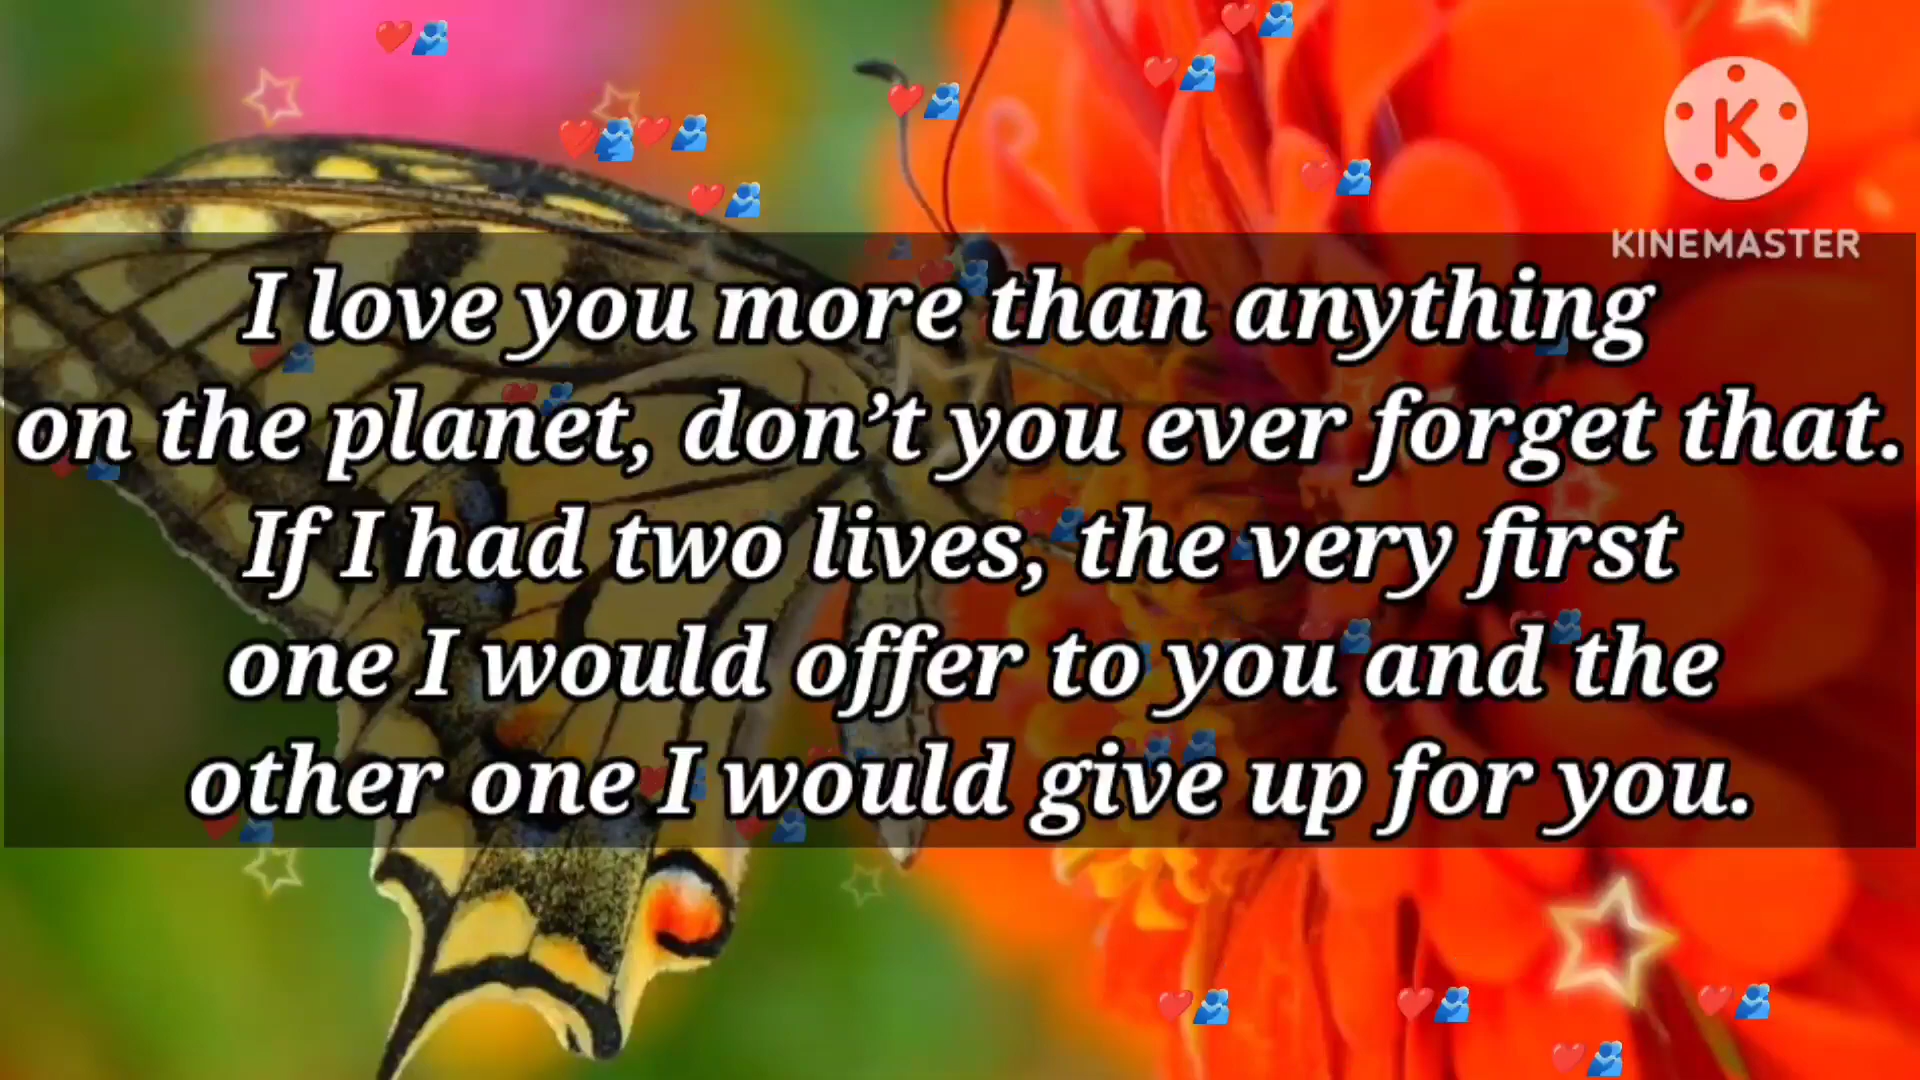 K
KINEMASTER
I love you more than anything
on the planet, don’t you ever forget that.
If I had two lives, the very first
one I would offer to you and the
other one I would give up for you.